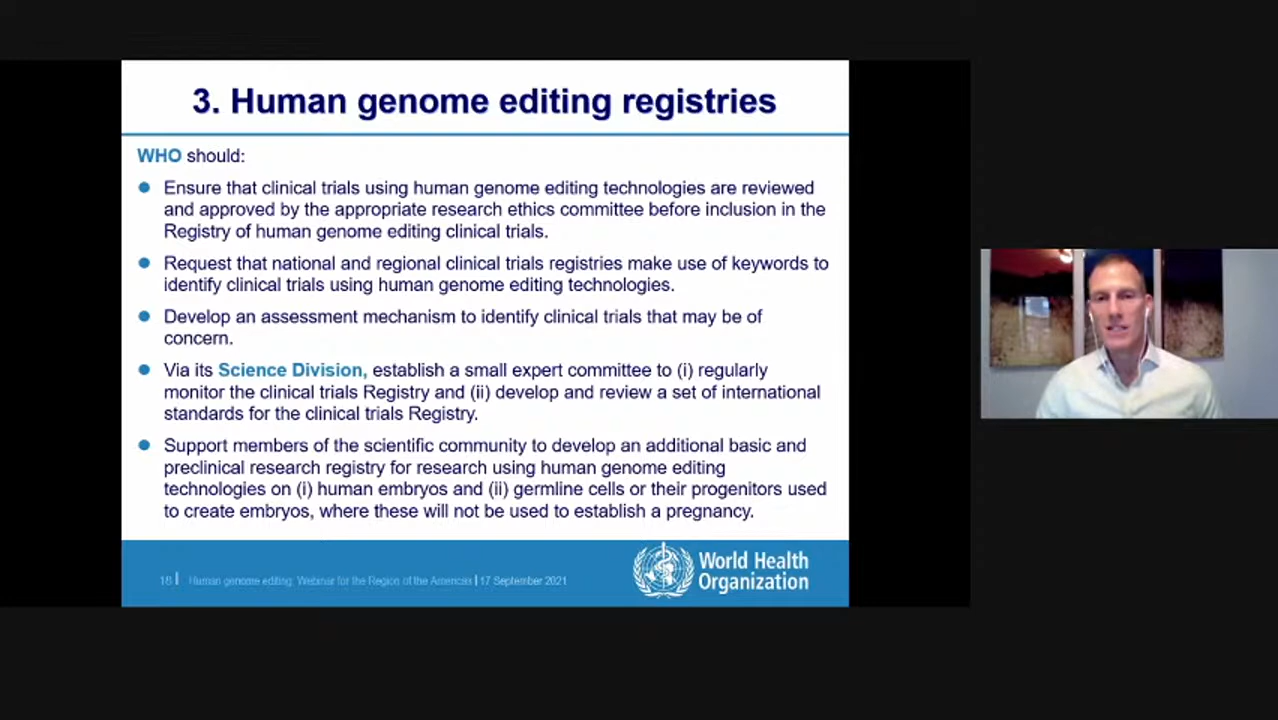 3. Human genome editing registries
WHO should:
Ensure that clinical trials using human genome editing technologies are reviewed
and approved by the appropriate research ethics committee before inclusion in the
Registry of human genome editing clinical trials.
Request that national and regional clinical trials registries make use of keywords to
identify clinical trials using human genome editing technologies.
Develop an assessment mechanism to identify clinical trials that may be of
concern.
Via its Science Division, establish a small expert committee to (i) regularly
monitor the clinical trials Registry and (ii) develop and review a set of international
standards for the clinical trials Registry.
Support members of the scientific community to develop an additional basic and
preclinical research registry for research using human genome editing
technologies on (i) human embryos and (ii) germline cells or their progenitors used
to create embryos, where these will not be used to establish a pregnancy.
18 | Human genome editing: Webinar for the Region of the Americas | 17 September 2021
World Health
Organization